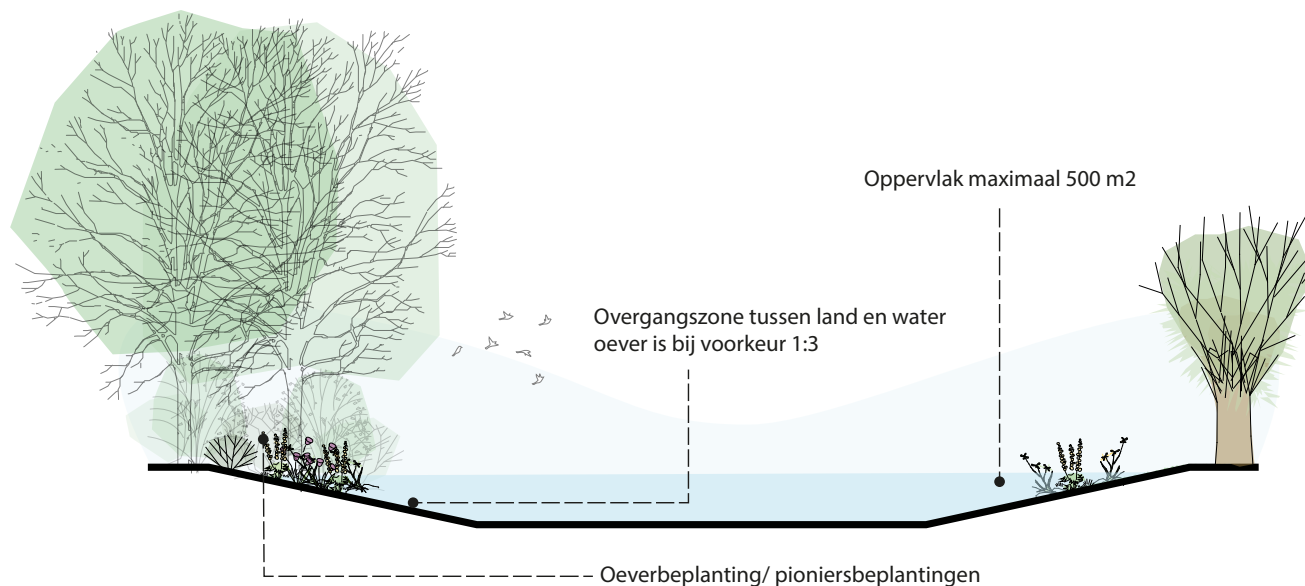 Oppervlak maximaal 500 m2
Overgangszone tussen land en water
oever is bij voorkeur 1:3
Oeverbeplanting/ pioniersbeplantingen